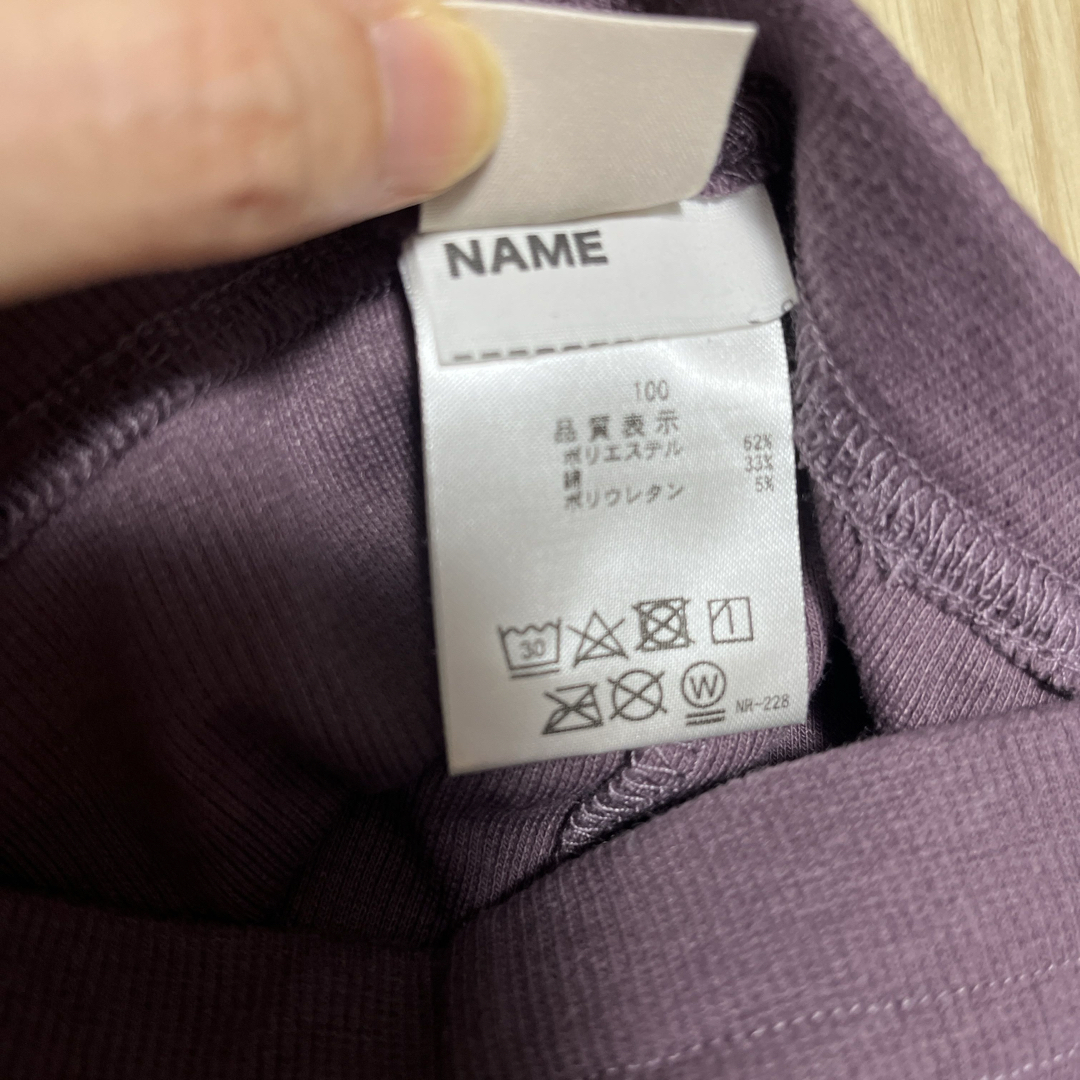 NAME
100
品質表示
ポリエステル 62%
綿 33%
ポリウレタン 5%
30
W
NR-228